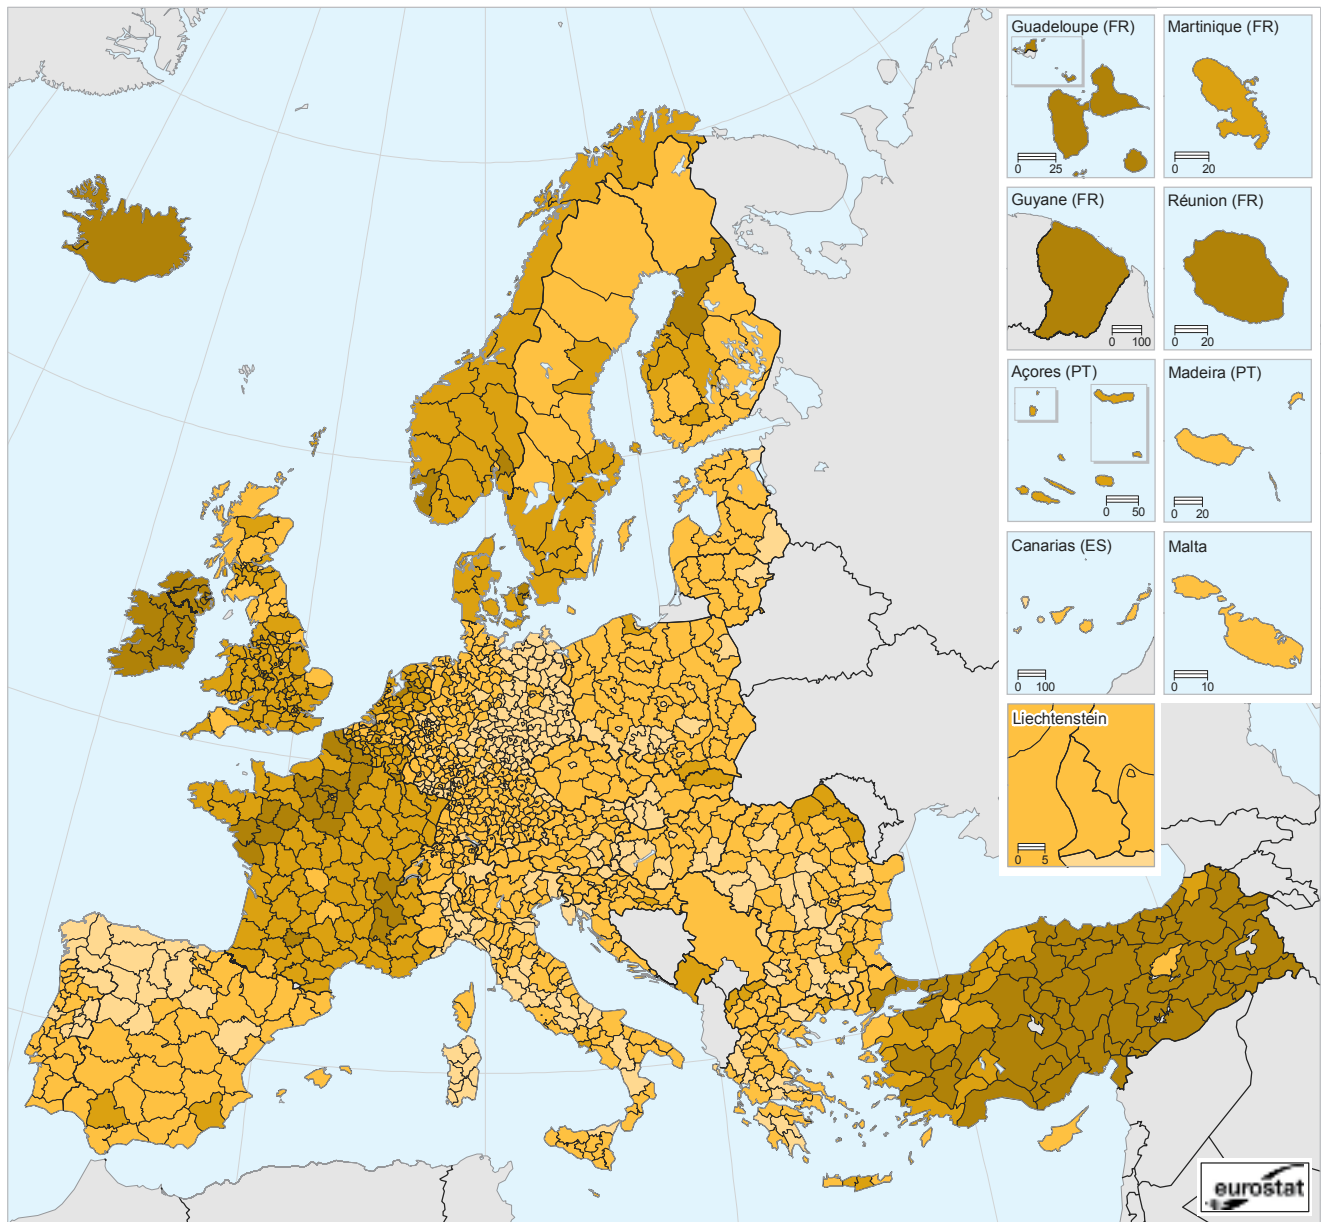 Guadeloupe (FR)
0 25
Martinique (FR)
0 20
Guyane (FR)
0 100
Réunion (FR)
0 20
Açores (PT)
0 50
Madeira (PT)
0 20
Canarias (ES)
0 100
Malta
0 10
Liechtenstein
0 5
eurostat